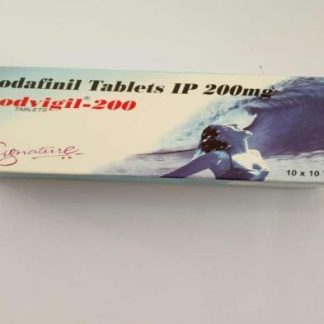 odafinil Tablets IP 200mg
odvigil®-200
TABLETS
Signature
10 x 10